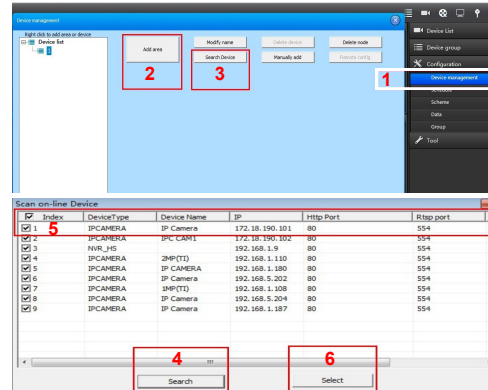 Device management
Right click to add area or device
Device list
1
Add area
Modify name
Delete device
Delete node
Search Device
Manually add
Remote config
2
3
Device List
Device group
Configuration
1
Device management
Schedule
Scheme
Data
Group
Tool
Scan on-line Device
Index DeviceType Device Name IP Http Port Rtsp port
1 5 IPCAMERA IP Camera 172.18.190.101 80 554
2 IPCAMERA IPC CAM1 172.18.190.102 80 554
3 NVR_HS 192.168.1.9 80 554
4 IPCAMERA 2MP(TI) 192.168.1.110 80 554
5 IPCAMERA IP CAMERA 192.168.1.180 80 554
6 IPCAMERA IP Camera 192.168.5.202 80 554
7 IPCAMERA 1MP(TI) 192.168.1.108 80 554
8 IPCAMERA IP Camera 192.168.5.204 80 554
9 IPCAMERA IP Camera 192.168.1.187 80 554
4
6
Search
Select